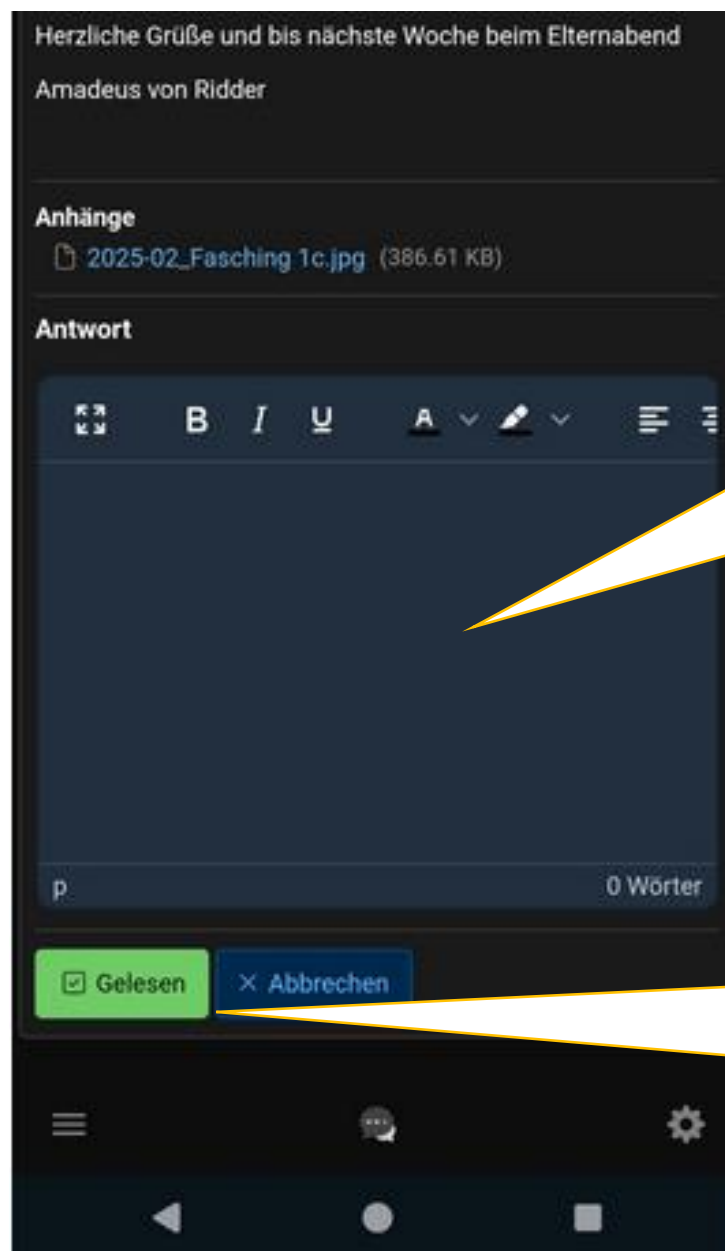 Herzliche Grüße und bis nächste Woche beim Elternabend
Amadeus von Ridder
Anhänge
2025-02_Fasching 1c.jpg (386.61 KB)
Antwort
B I U A
p 0 Wörter
Gelesen × Abbrechen